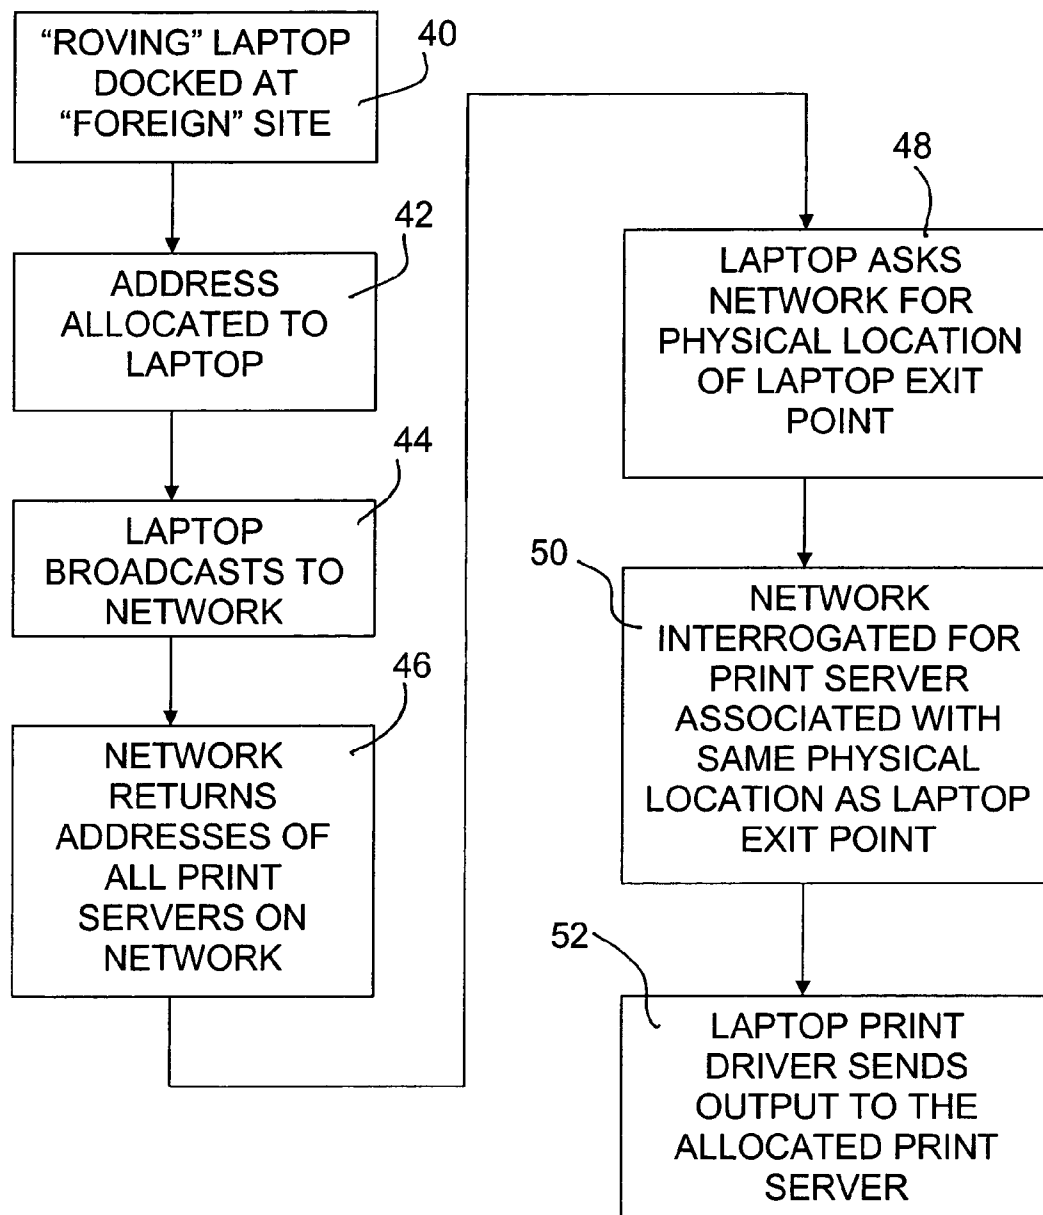 “ROVING” LAPTOP
DOCKED AT
“FOREIGN” SITE
40
ADDRESS
ALLOCATED TO
LAPTOP
42
LAPTOP
BROADCASTS TO
NETWORK
44
NETWORK
RETURNS
ADDRESSES OF
ALL PRINT
SERVERS ON
NETWORK
46
LAPTOP ASKS
NETWORK FOR
PHYSICAL LOCATION
OF LAPTOP EXIT
POINT
48
NETWORK
INTERROGATED FOR
PRINT SERVER
ASSOCIATED WITH
SAME PHYSICAL
LOCATION AS LAPTOP
EXIT POINT
50
LAPTOP PRINT
DRIVER SENDS
OUTPUT TO THE
ALLOCATED PRINT
SERVER
52